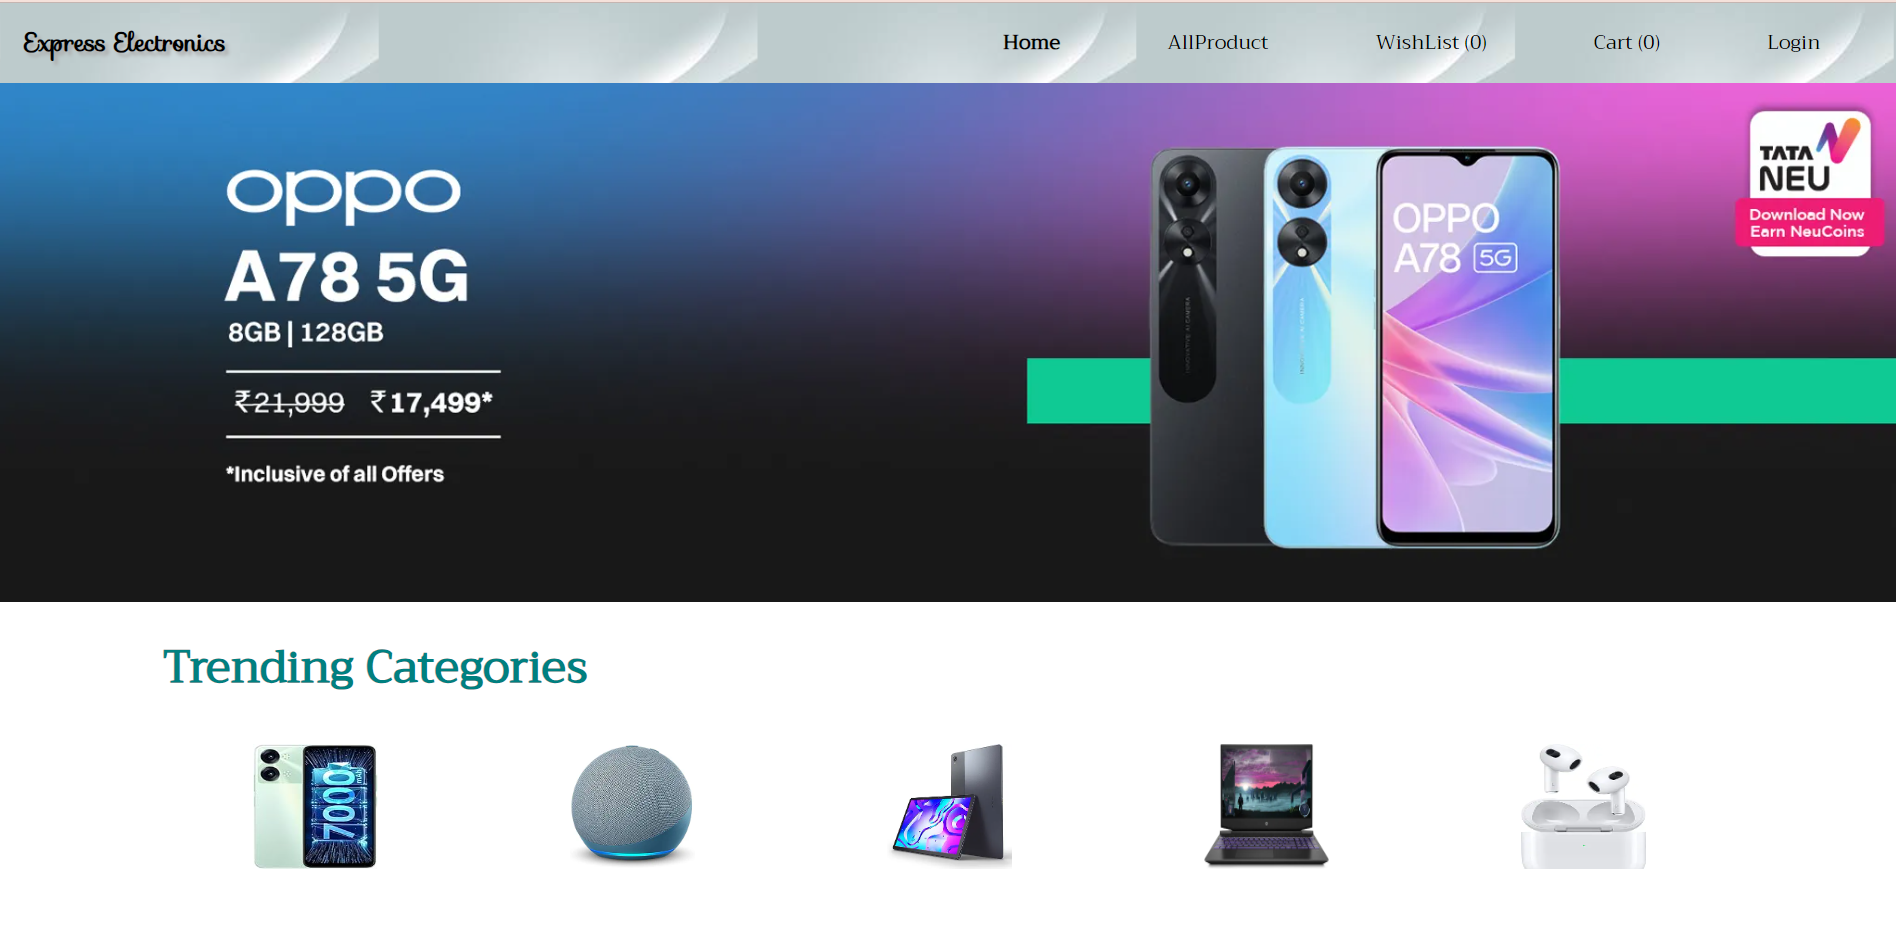 Express Electronics
Home
AllProduct
WishList (0)
Cart (0)
Login
oppo
A78 5G
8GB | 128GB
₹21,999 ₹17,499*
*Inclusive of all Offers
OPPO
A78 5G
TATA
NEU
Download Now
Earn NeuCoins
Trending Categories
7000
mAh